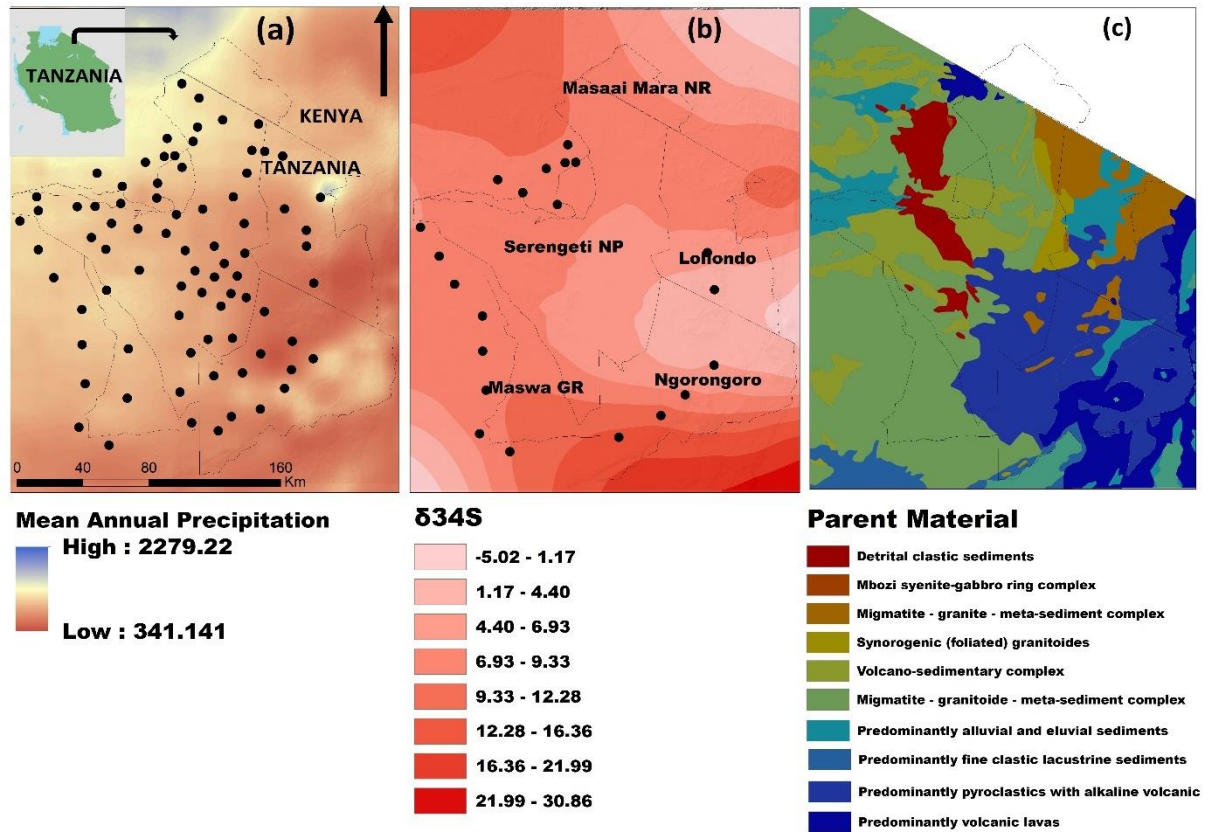 (a)
TANZANIA
KENYA
TANZANIA
0 40 80 160
Km
(b)
Masaai Mara NR
Serengeti NP
Loliondo
Maswa GR
Ngorongoro
(c)
Mean Annual Precipitation
High : 2279.22
Low : 341.141
δ34S
-5.02 - 1.17
1.17 - 4.40
4.40 - 6.93
6.93 - 9.33
9.33 - 12.28
12.28 - 16.36
16.36 - 21.99
21.99 - 30.86
Parent Material
Detrital clastic sediments
Mbozi syenite-gabbro ring complex
Migmatite - granite - meta-sediment complex
Synorogenic (foliated) granitoides
Volcano-sedimentary complex
Migmatite - granitoide - meta-sediment complex
Predominantly alluvial and eluvial sediments
Predominantly fine clastic lacustrine sediments
Predominantly pyroclastics with alkaline volcanic
Predominantly volcanic lavas